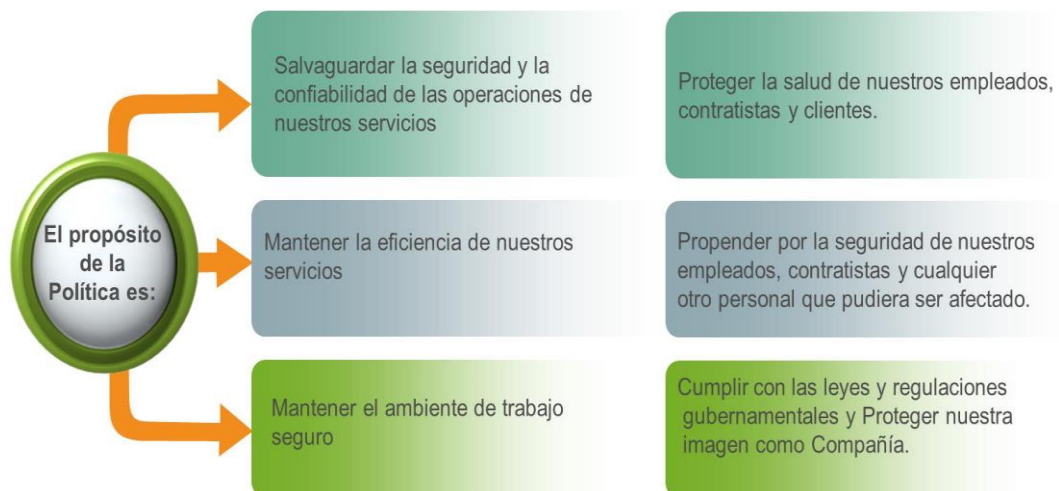 El propósito
de la
Política es:
Salvaguardar la seguridad y la
confiabilidad de las operaciones de
nuestros servicios
Proteger la salud de nuestros empleados,
contratistas y clientes.
Mantener la eficiencia de nuestros
servicios
Propender por la seguridad de nuestros
empleados, contratistas y cualquier
otro personal que pudiera ser afectado.
Mantener el ambiente de trabajo
seguro
Cumplir con las leyes y regulaciones
gubernamentales y Proteger nuestra
imagen como Compañía.